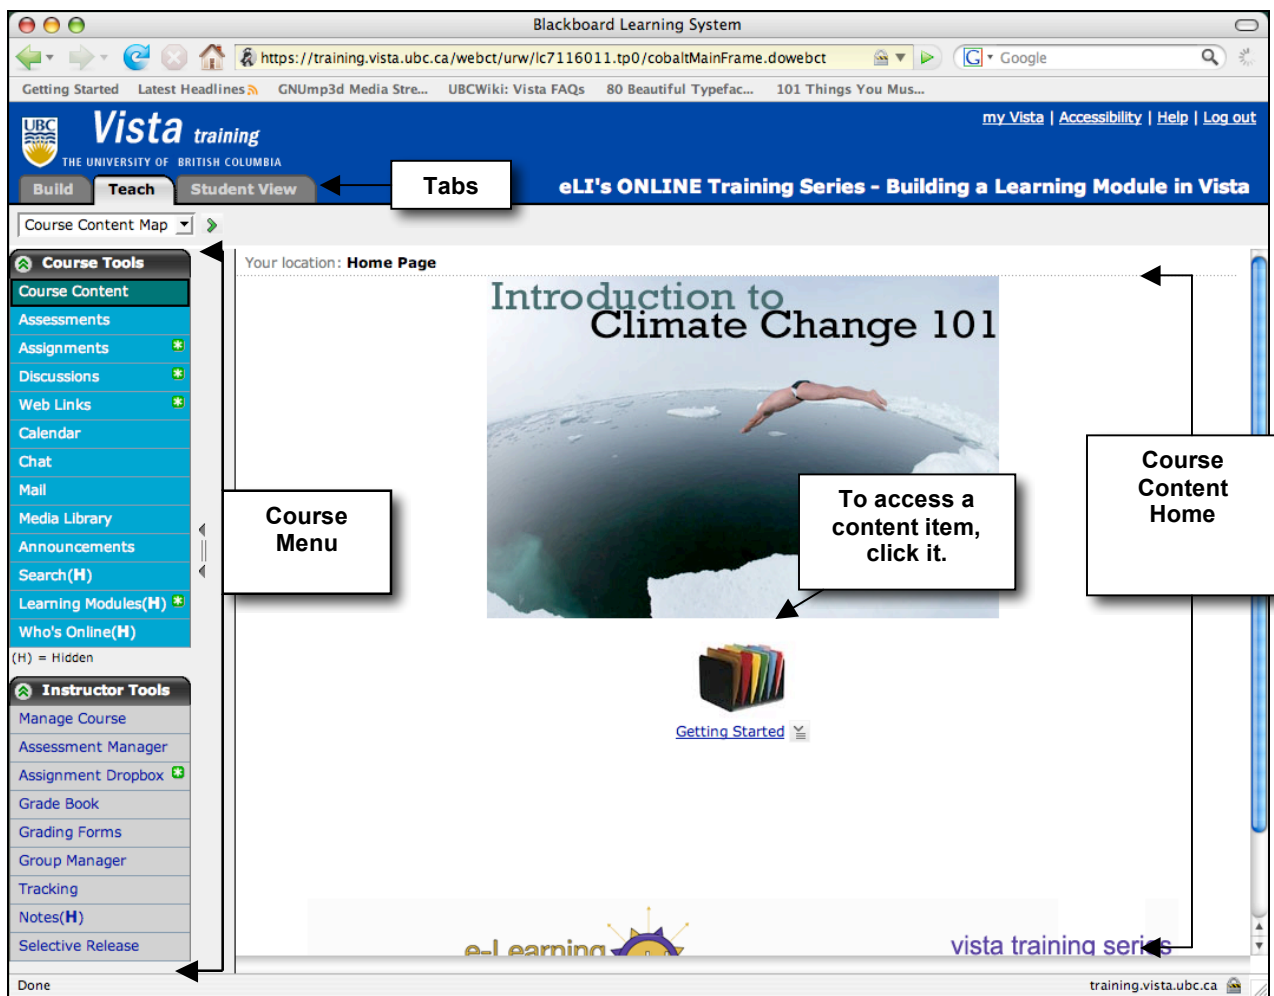 Blackboard Learning System
https://training.vista.ubc.ca/webct/urw/lc7116011.tp0/cobaltMainFrame.dowebct
G Google
Getting Started Latest Headlines GNUmp3d Media Stre... UBCWiki: Vista FAQs 80 Beautiful Typefac... 101 Things You Mus...
my Vista | Accessibility | Help | Log out
UBC
Vista training
THE UNIVERSITY OF BRITISH COLUMBIA
Build Teach Student View
Tabs
eLI's ONLINE Training Series - Building a Learning Module in Vista
Course Content Map
Course Tools
Course Content
Assessments
Assignments
Discussions
Web Links
Calendar
Chat
Mail
Media Library
Announcements
Search(H)
Learning Modules(H)
Who's Online(H)
(H) = Hidden
Instructor Tools
Manage Course
Assessment Manager
Assignment Dropbox
Grade Book
Grading Forms
Group Manager
Tracking
Notes(H)
Selective Release
Course
Menu
Your location: Home Page
Introduction to
Climate Change 101
To access a
content item,
click it.
Course
Content
Home
Getting Started
e-Learning
vista training series
Done
training.vista.ubc.ca